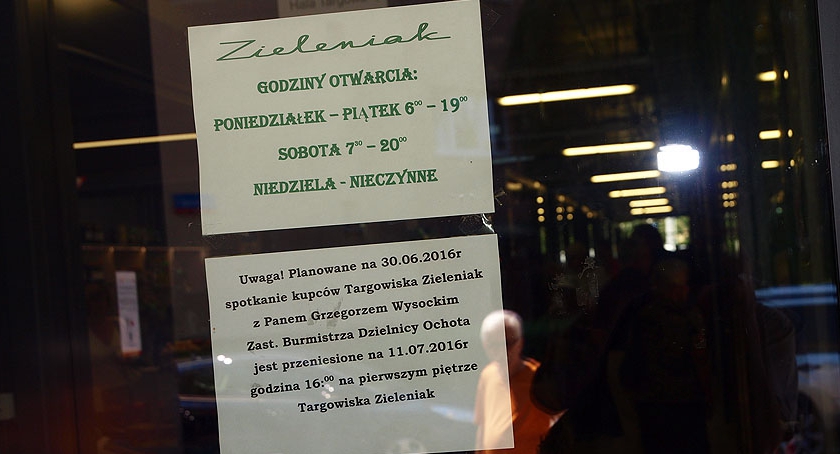 Hala Targowa
Zieleniak
GODZINY OTWARCIA:
PONIEDZIAŁEK – PIĄTEK 6⁰⁰ – 19⁰⁰
SOBOTA 7³⁰ – 20⁰⁰
NIEDZIELA - NIECZYNNE
Uwaga! Planowane na 30.06.2016r
spotkanie kupców Targowiska Zieleniak
z Panem Grzegorzem Wysockim
Zast. Burmistrza Dzielnicy Ochota
jest przeniesione na 11.07.2016r
godzina 16:⁰⁰ na pierwszym piętrze
Targowiska Zieleniak